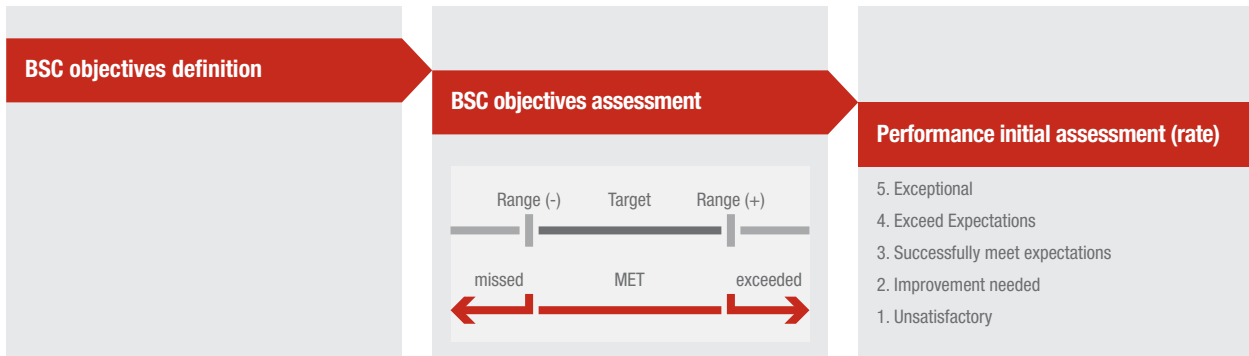 BSC objectives definition
BSC objectives assessment
Range (-) Target Range (+)
missed MET exceeded
Performance initial assessment (rate)
5. Exceptional
4. Exceed Expectations
3. Successfully meet expectations
2. Improvement needed
1. Unsatisfactory